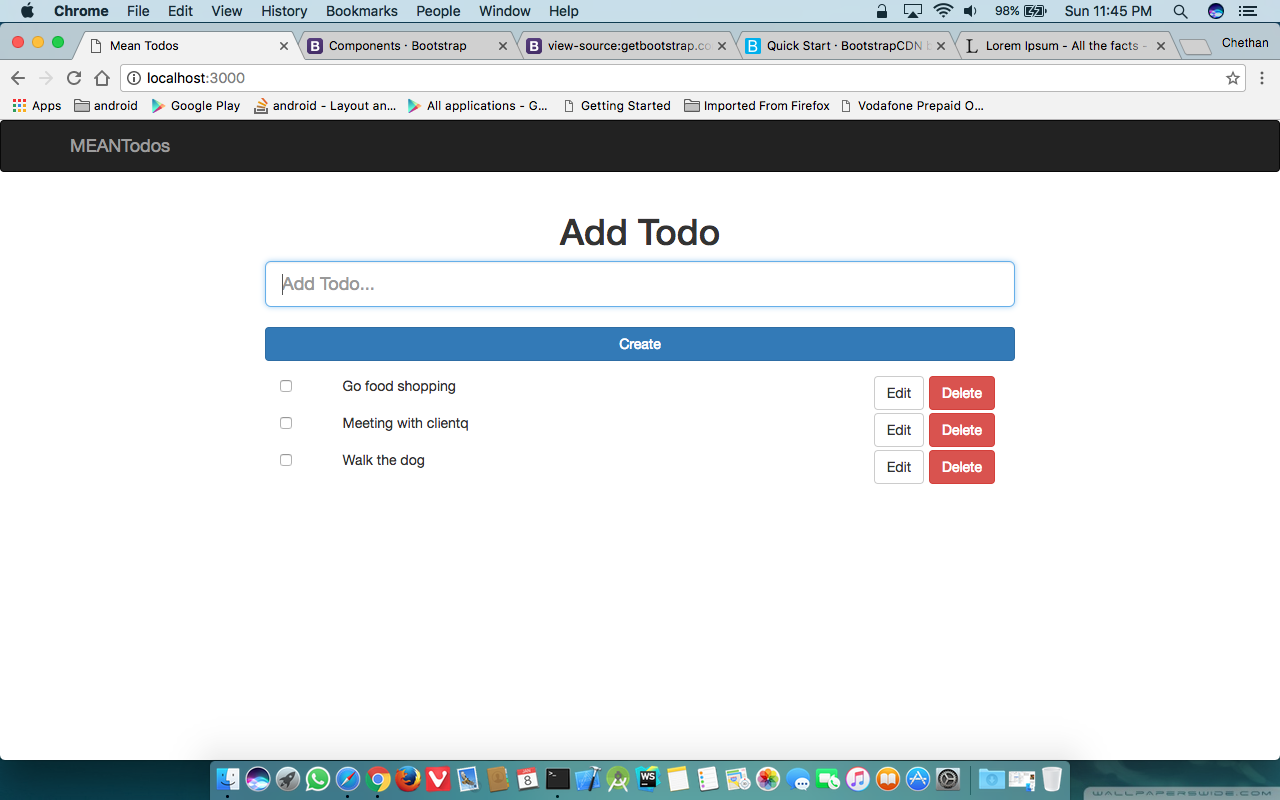 Chrome File Edit View History Bookmarks People Window Help 98% Sun 11:45 PM
Mean Todos Components · Bootstrap view-source:getbootstrap.co Quick Start · BootstrapCDN Lorem Ipsum - All the facts - Chethan
localhost:3000
Apps android Google Play android - Layout an... All applications - G... Getting Started Imported From Firefox Vodafone Prepaid O...
MEANTodos
Add Todo
Add Todo...
Create
Go food shopping Edit Delete
Meeting with clientq Edit Delete
Walk the dog Edit Delete
8
WS
WALLPAPERSWIDE.COM